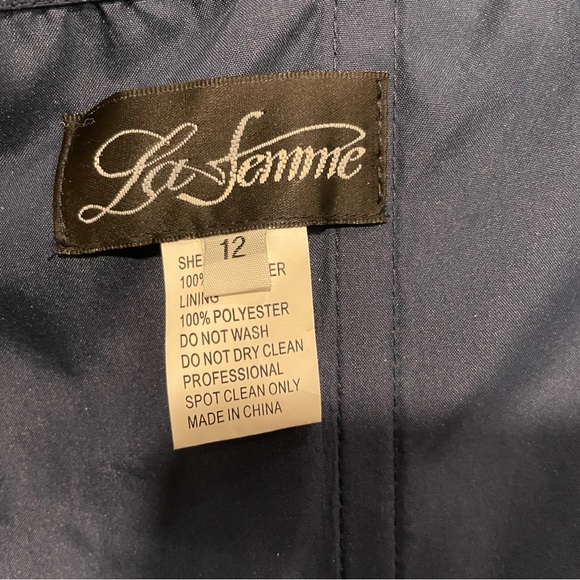 La Femme
12
100%
LINING
100% POLYESTER
DO NOT WASH
DO NOT DRY CLEAN
PROFESSIONAL
SPOT CLEAN ONLY
MADE IN CHINA